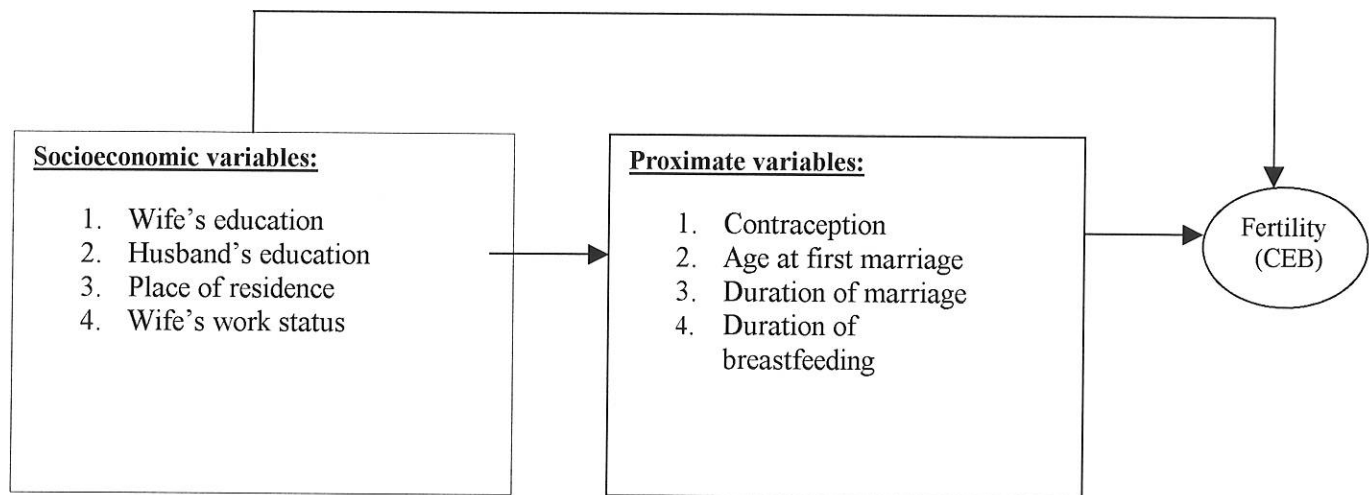 Socioeconomic variables:
1. Wife’s education
2. Husband’s education
3. Place of residence
4. Wife’s work status
Proximate variables:
1. Contraception
2. Age at first marriage
3. Duration of marriage
4. Duration of
breastfeeding
Fertility
(CEB)